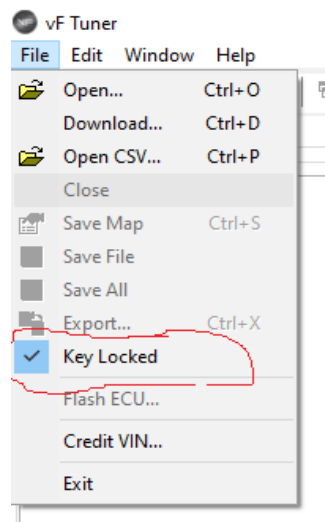 vF Tuner
File Edit Window Help
Open... Ctrl+O
Download... Ctrl+D
Open CSV... Ctrl+P
Close
Save Map Ctrl+S
Save File
Save All
Export... Ctrl+X
Key Locked
Flash ECU...
Credit VIN...
Exit